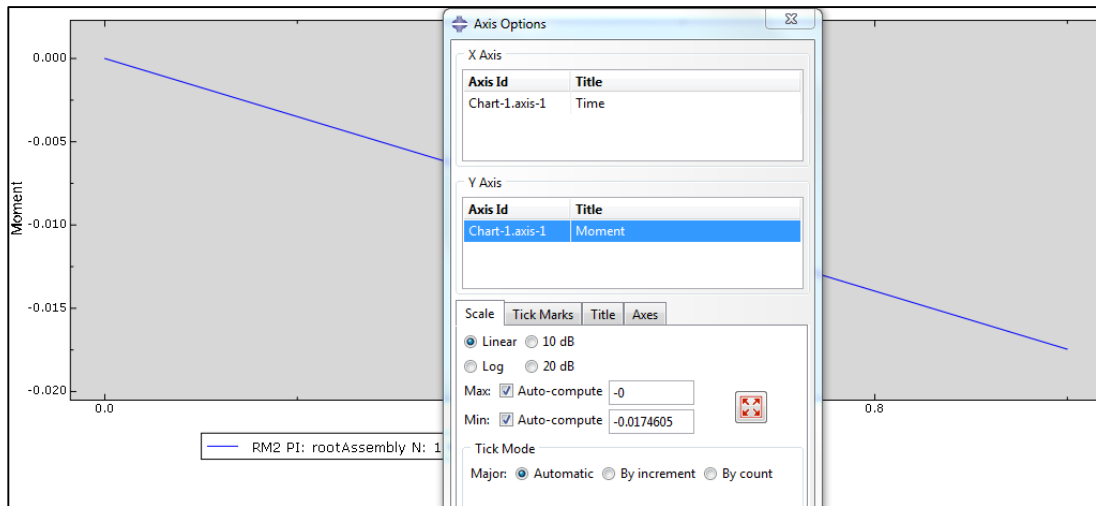 Axis Options
X Axis
Axis Id Title
Chart-1.axis-1 Time
Y Axis
Axis Id Title
Chart-1.axis-1 Moment
Scale Tick Marks Title Axes
Linear 10 dB
Log 20 dB
Max: Auto-compute -0
Min: Auto-compute -0.0174605
Tick Mode
Major: Automatic By increment By count
Moment
0.000
-0.005
-0.010
-0.015
-0.020
0.0 0.8
RM2 PI: rootAssembly N: 1